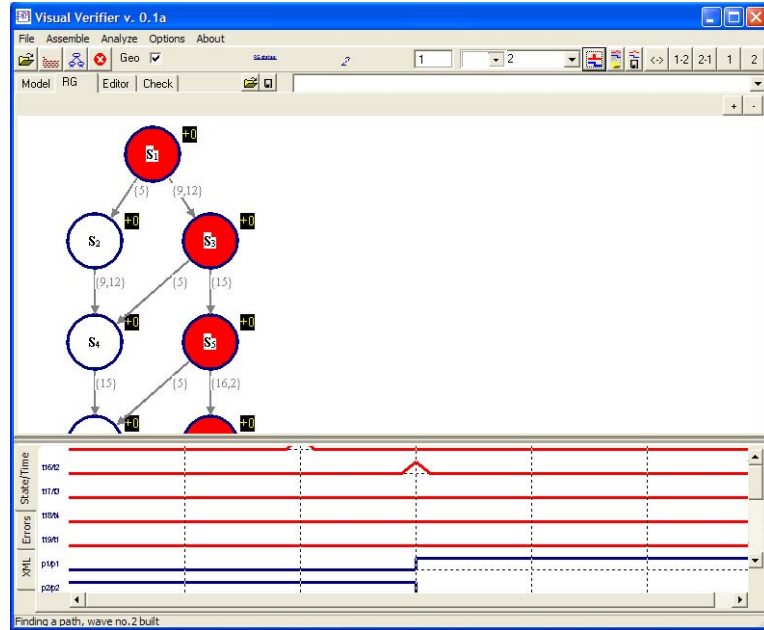 Visual Verifier v. 0.1a
File Assemble Analyze Options About
Geo 1 2 <-> 1-2 2-1 1 2
Model RG Editor Check
+ -
+0
S1
{5} {9,12}
+0 +0
S2 S3
{9,12} {5} {15}
+0 +0
S4 S5
{15} {5} {16,2}
+0 +0
State/Time
Errors
XML
t16/t2
t17/t3
t18/t4
t19/t1
p1/p1
p2/p2
Finding a path, wave no.2 built